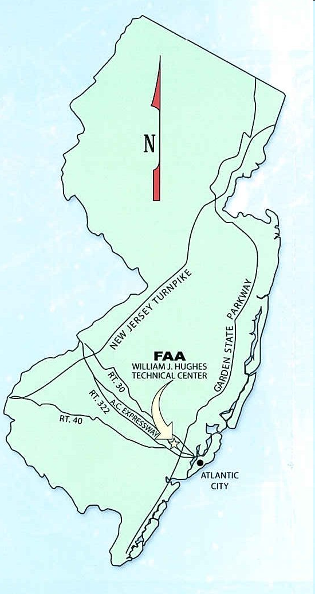 N
NEW JERSEY TURNPIKE
GARDEN STATE PARKWAY
FAA
WILLIAM J. HUGHES
TECHNICAL CENTER
RT. 30
A.C. EXPRESSWAY
RT. 322
RT. 40
ATLANTIC
CITY